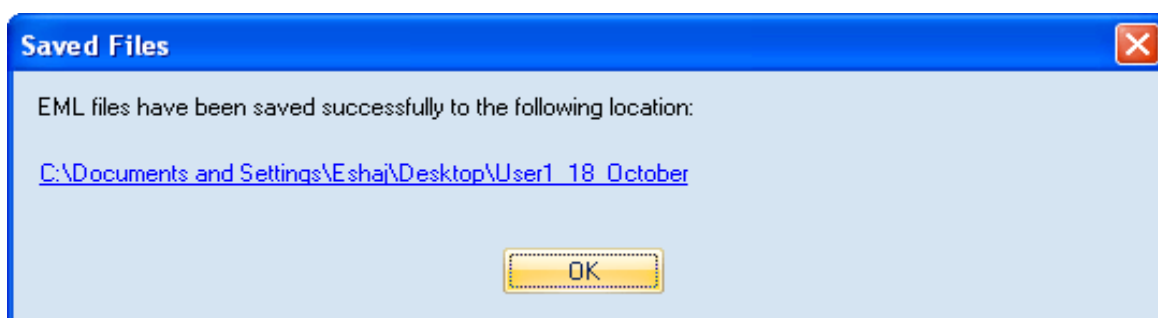 Saved Files
EML files have been saved successfully to the following location:
C:\Documents and Settings\Eshaj\Desktop\User1_18_October
OK